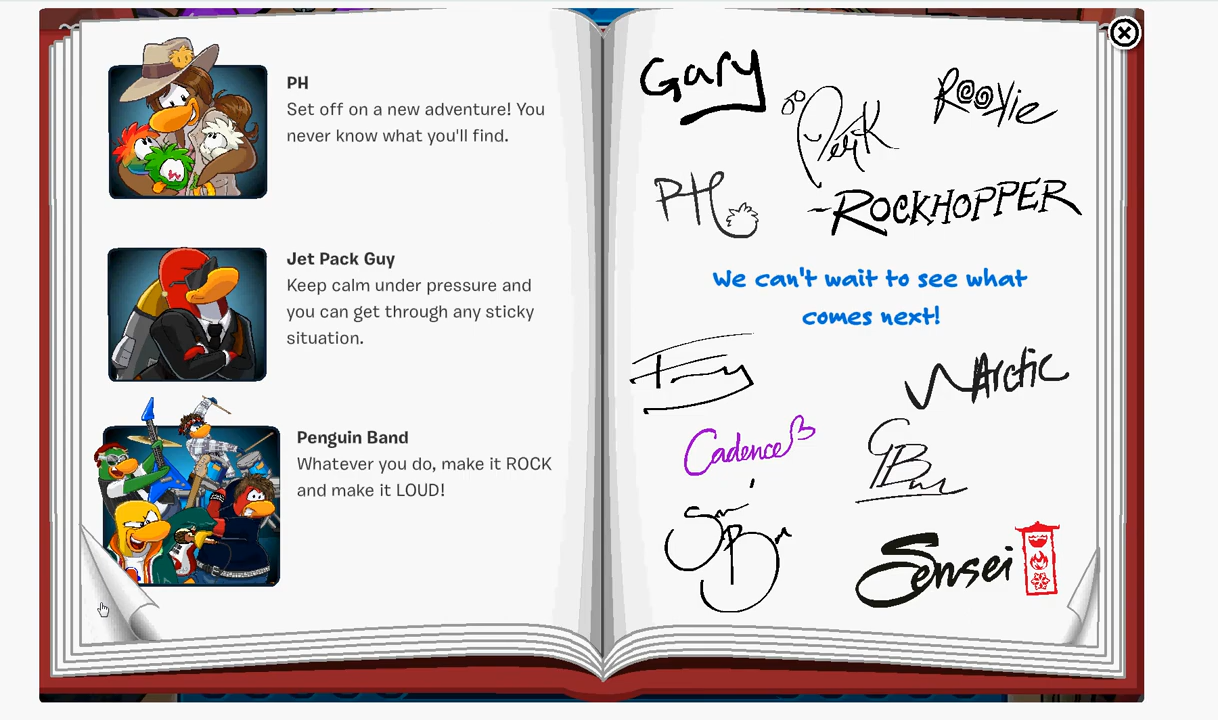 PH
Set off on a new adventure! You
never know what you'll find.
Jet Pack Guy
Keep calm under pressure and
you can get through any sticky
situation.
Penguin Band
Whatever you do, make it ROCK
and make it LOUD!
Gary
Rookie
PH
-ROCKHOPPER
We can't wait to see what
comes next!
Arctic
Cadence
Sensei